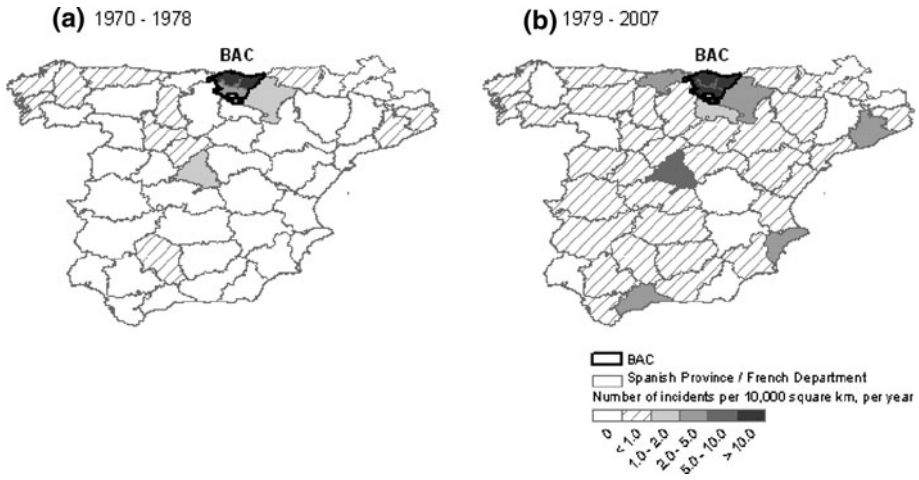 (a) 1970 - 1978
BAC
(b) 1979 - 2007
BAC
BAC
Spanish Province / French Department
Number of incidents per 10,000 square km, per year
0
< 1.0
1.0 - 2.0
2.0 - 5.0
5.0 - 10.0
> 10.0